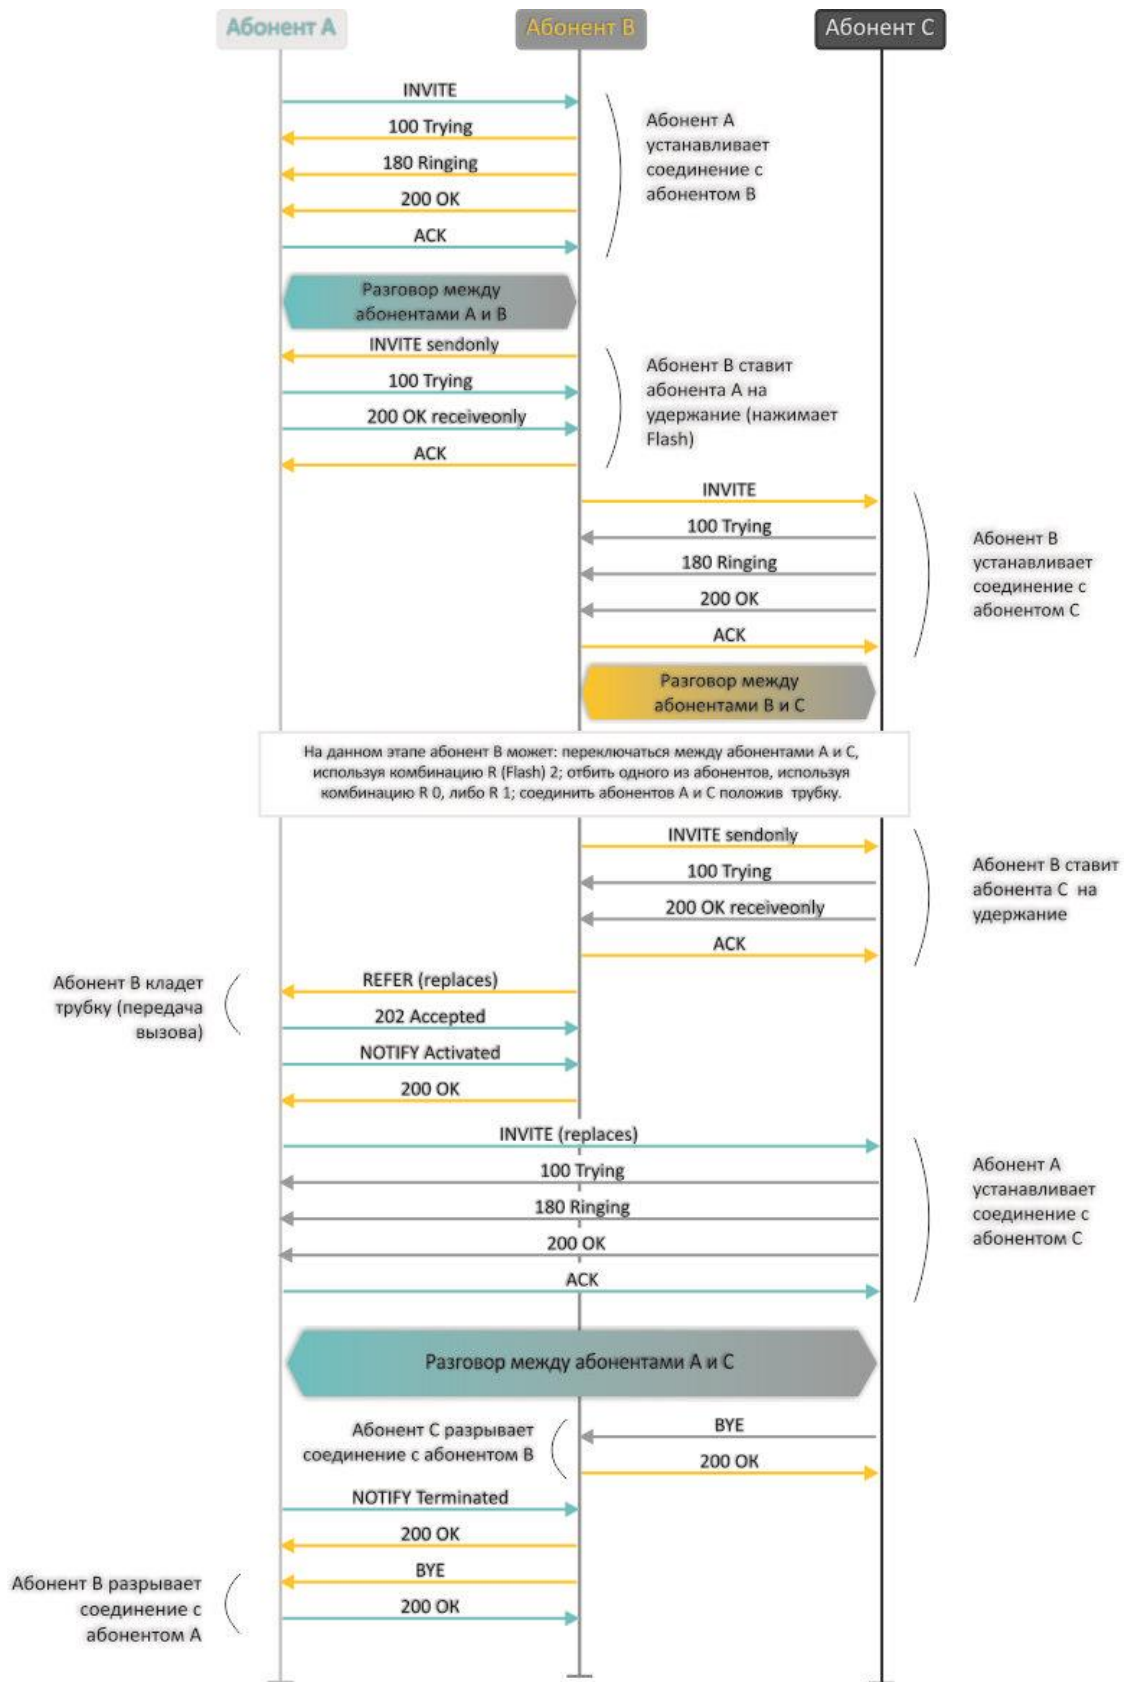 Абонент A
Абонент B
Абонент C
INVITE
100 Trying
180 Ringing
200 OK
ACK
Абонент А
устанавливает
соединение с
абонентом В
Разговор между
абонентами А и В
INVITE sendonly
100 Trying
200 OK receiveonly
ACK
Абонент В ставит
абонента А на
удержание (нажимает
Flash)
INVITE
100 Trying
180 Ringing
200 OK
ACK
Абонент В
устанавливает
соединение с
абонентом С
Разговор между
абонентами В и С
На данном этапе абонент В может: переключаться между абонентами А и С,
используя комбинацию R (Flash) 2; отбить одного из абонентов, используя
комбинацию R 0, либо R 1; соединить абонентов А и С положив трубку.
INVITE sendonly
100 Trying
200 OK receiveonly
ACK
Абонент В ставит
абонента С на
удержание
REFER (replaces)
202 Accepted
NOTIFY Activated
200 OK
Абонент В кладет
трубку (передача
вызова)
INVITE (replaces)
100 Trying
180 Ringing
200 OK
ACK
Абонент А
устанавливает
соединение с
абонентом С
Разговор между абонентами А и С
Абонент С разрывает
соединение с абонентом В
BYE
200 OK
NOTIFY Terminated
200 OK
BYE
200 OK
Абонент В разрывает
соединение с
абонентом А